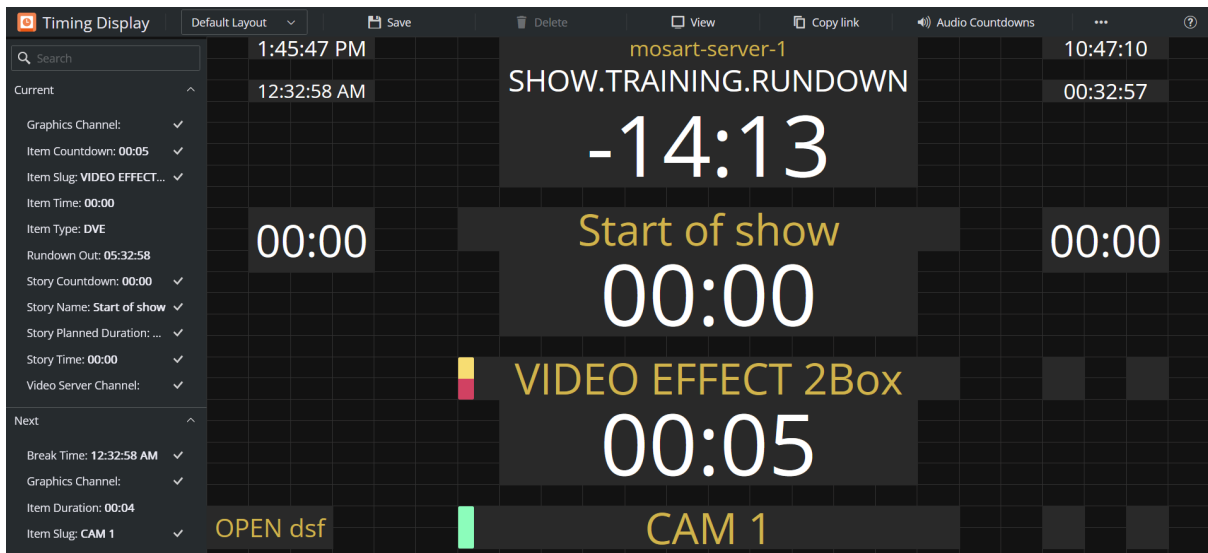 Timing Display
Default Layout
Save
Delete
View
Copy link
Audio Countdowns
•••
?
Search
Current
Graphics Channel:
Item Countdown: 00:05
Item Slug: VIDEO EFFECT...
Item Time: 00:00
Item Type: DVE
Rundown Out: 05:32:58
Story Countdown: 00:00
Story Name: Start of show
Story Planned Duration: ...
Story Time: 00:00
Video Server Channel:
Next
Break Time: 12:32:58 AM
Graphics Channel:
Item Duration: 00:04
Item Slug: CAM 1
1:45:47 PM
mosart-server-1
10:47:10
12:32:58 AM
SHOW.TRAINING.RUNDOWN
00:32:57
-14:13
00:00
Start of show
00:00
00:00
VIDEO EFFECT 2Box
00:05
OPEN dsf
CAM 1